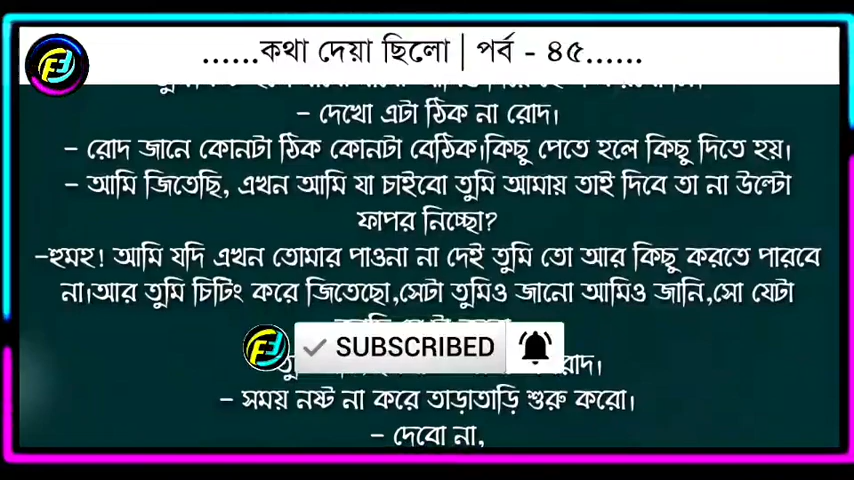 ......কথা দেয়া ছিলো | পর্ব - ৪৫......
– দেখো এটা ঠিক না রোদ।
– রোদ জানে কোনটা ঠিক কোনটা বেঠিক।কিছু পেতে হলে কিছু দিতে হয়।
– আমি জিতেছি, এখন আমি যা চাইবো তুমি আমায় তাই দিবে তা না উল্টো
ফাপর নিচ্ছো?
–হুমহ! আমি যদি এখন তোমার পাওনা না দেই তুমি তো আর কিছু করতে পারবে
না।আর তুমি চিটিং করে জিতেছো,সেটা তুমিও জানো আমিও জানি,সো যেটা
SUBSCRIBED
রোদ।
– সময় নষ্ট না করে তাড়াতাড়ি শুরু করো।
– দেবো না,